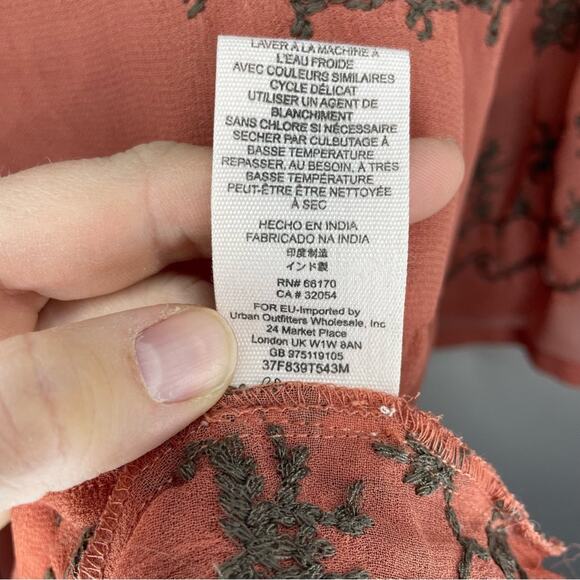 LAVER À LA MACHINE À
L'EAU FROIDE
AVEC COULEURS SIMILAIRES
CYCLE DÉLICAT
UTILISER UN AGENT DE
BLANCHIMENT
SANS CHLORE SI NÉCESSAIRE
SECHER PAR CULBUTAGE À
BASSE TEMPERATURE
REPASSER, AU BESOIN, À TRÈS
BASSE TEMPÉRATURE
PEUT-ÊTRE ÊTRE NETTOYÉE
À SEC
HECHO EN INDIA
FABRICADO NA INDIA
印度制造
インド製
RN# 66170
CA # 32054
FOR EU-Imported by
Urban Outfitters Wholesale, Inc
24 Market Place
London UK W1W 8AN
GB 975119105
37F839T543M